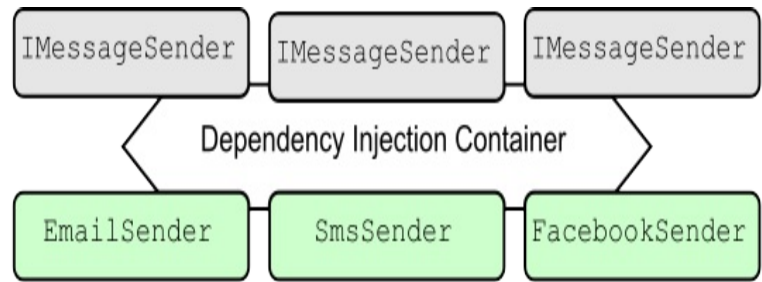 IMessageSender
IMessageSender
IMessageSender
Dependency Injection Container
EmailSender
SmsSender
FacebookSender